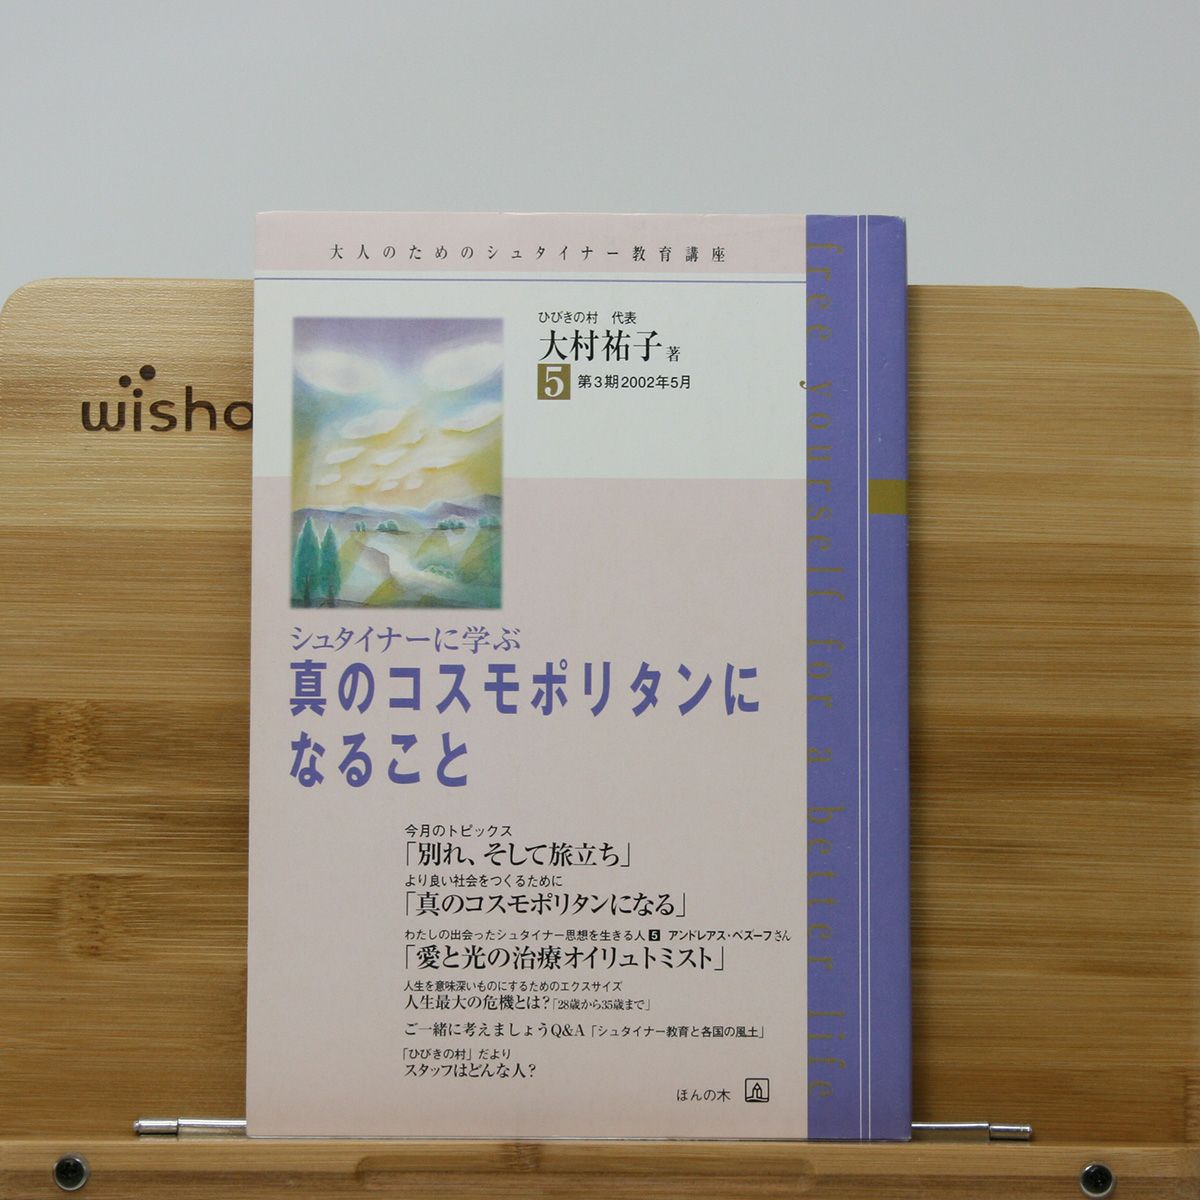 大人のためのシュタイナー教育講座
ひびきの村 代表
大村祐子 著
5 第3期2002年5月
wisho
シュタイナーに学ぶ
真のコスモポリタンに
なること
今月のトピックス
「別れ、そして旅立ち」
より良い社会をつくるために
「真のコスモポリタンになる」
わたしの出会ったシュタイナー思想を生きる人 5 アンドレアス・ベズーフさん
「愛と光の治療オイリュトミスト」
人生を意味深いものにするためのエクスサイズ
人生最大の危機とは?「28歳から35歳まで」
ご一緒に考えましょうQ&A「シュタイナー教育と各国の風土」
「ひびきの村」だより
スタッフはどんな人?
ほんの木
free yourself for a better life